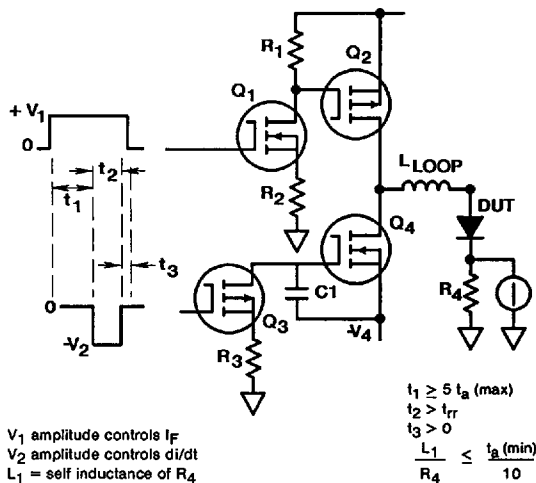 R1
Q2
Q1
+ V1
0
LLOOP
t2
DUT
R2
t1
Q4
t3
R4
C1
0
Q3
-V4
-V2
R3
t1 ≥ 5 ta (max)
t2 > trr
t3 > 0
L1/R4 ≤ ta (min)/10
V1 amplitude controls IF
V2 amplitude controls di/dt
L1 = self inductance of R4